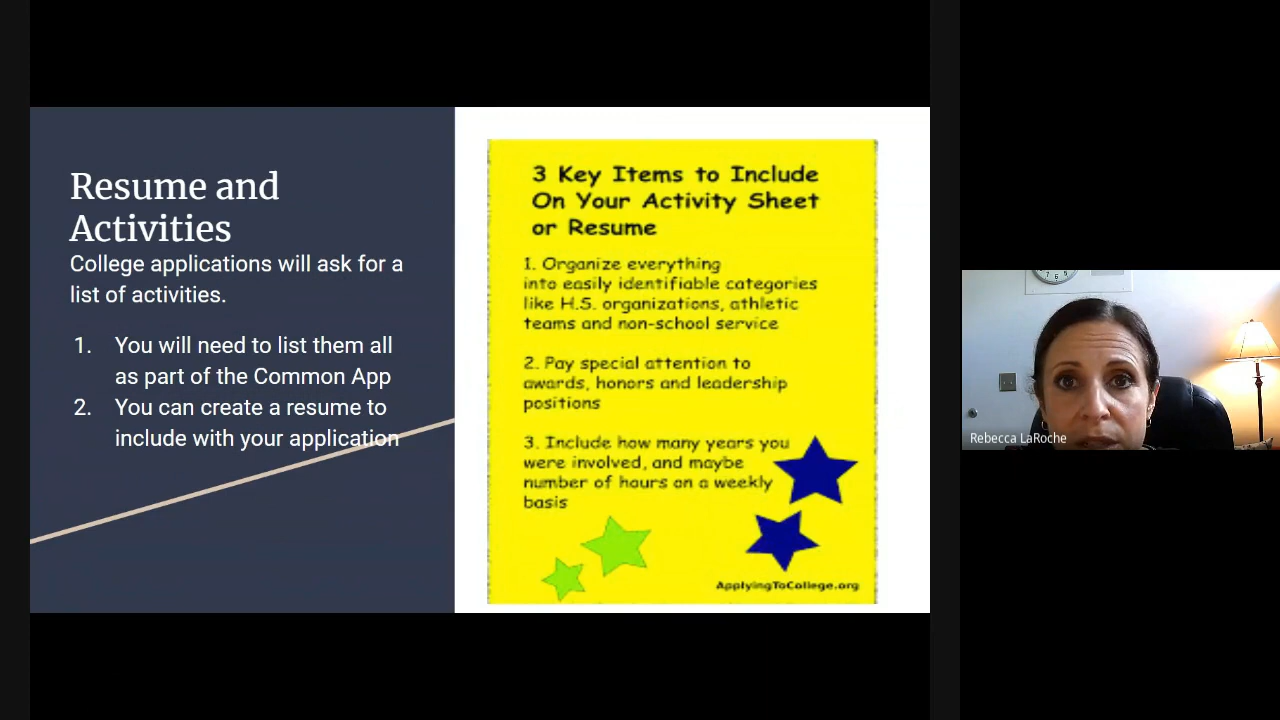 Resume and
Activities
College applications will ask for a
list of activities.
1. You will need to list them all
as part of the Common App
2. You can create a resume to
include with your application
3 Key Items to Include
On Your Activity Sheet
or Resume
1. Organize everything
into easily identifiable categories
like H.S. organizations, athletic
teams and non-school service
2. Pay special attention to
awards, honors and leadership
positions
3. Include how many years you
were involved, and maybe
number of hours on a weekly
basis
ApplyingToCollege.org
Rebecca LaRoche